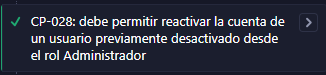 CP-028: debe permitir reactivar la cuenta de
un usuario previamente desactivado desde
el rol Administrador